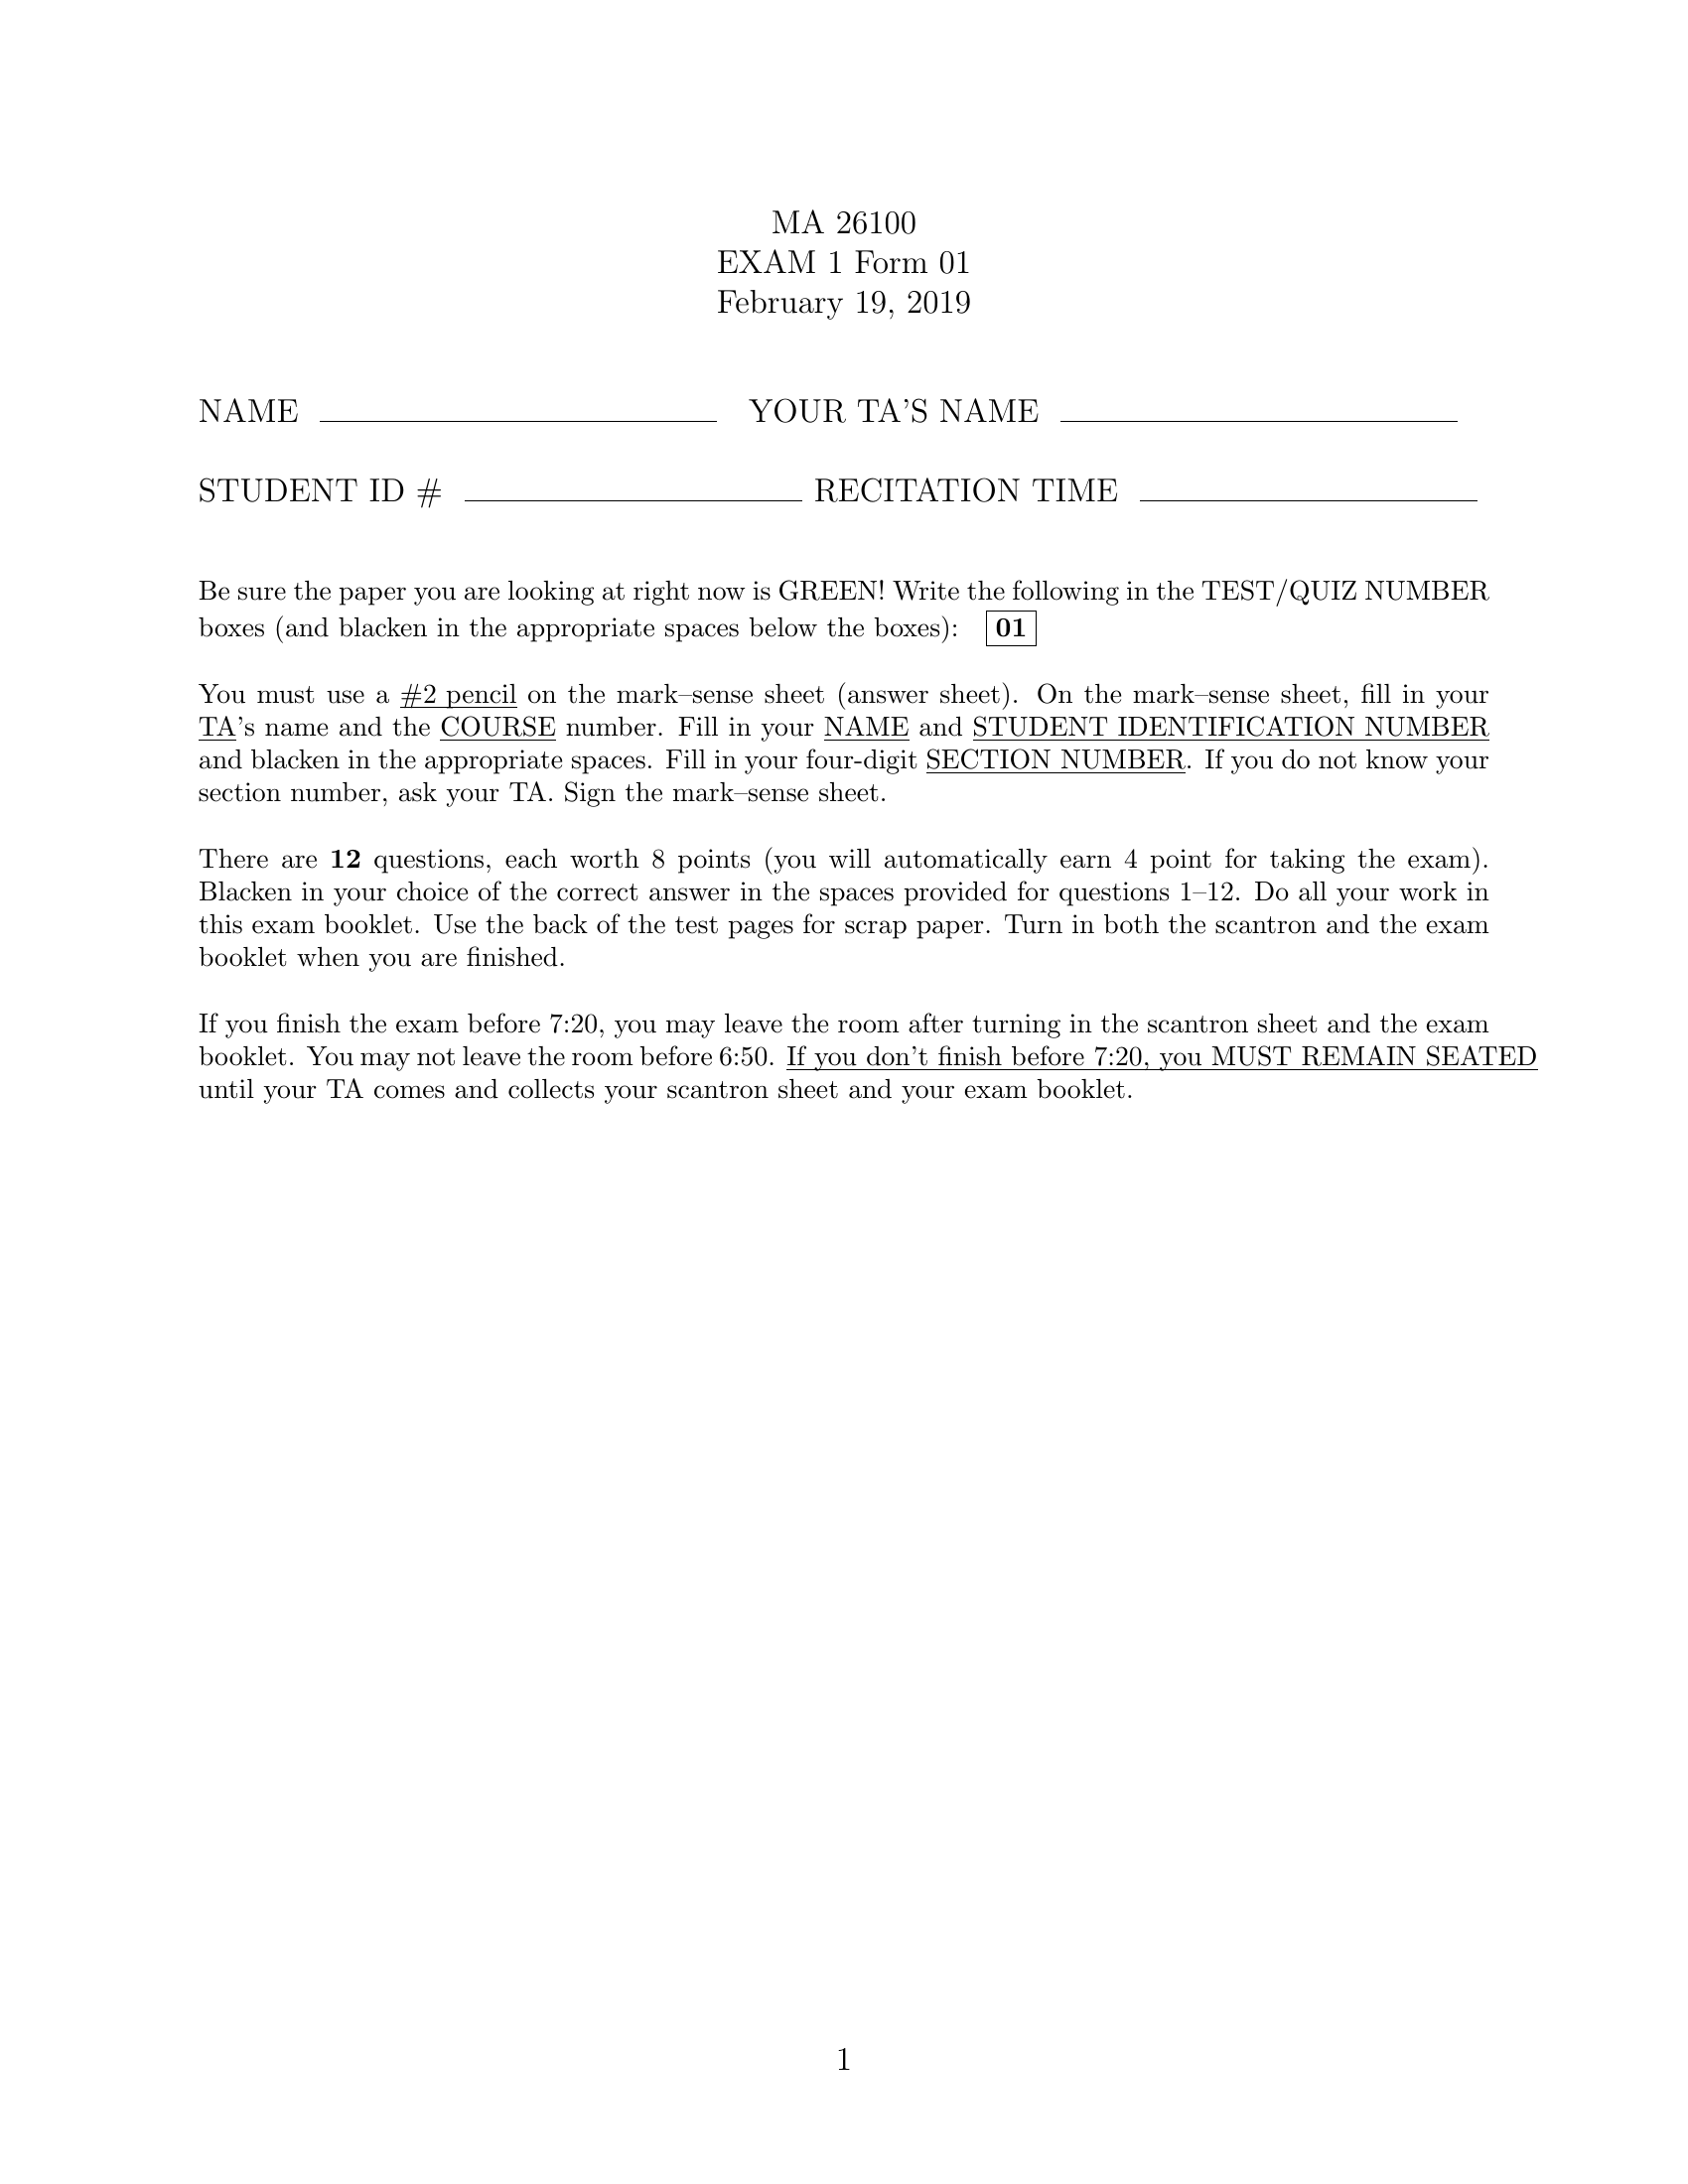 MA 26100
EXAM 1 Form 01
February 19, 2019
NAME YOUR TA'S NAME
STUDENT ID # RECITATION TIME
Be sure the paper you are looking at right now is GREEN! Write the following in the TEST/QUIZ NUMBER
boxes (and blacken in the appropriate spaces below the boxes): 01
You must use a #2 pencil on the mark–sense sheet (answer sheet). On the mark–sense sheet, fill in your
TA's name and the COURSE number. Fill in your NAME and STUDENT IDENTIFICATION NUMBER
and blacken in the appropriate spaces. Fill in your four-digit SECTION NUMBER. If you do not know your
section number, ask your TA. Sign the mark–sense sheet.
There are 12 questions, each worth 8 points (you will automatically earn 4 point for taking the exam).
Blacken in your choice of the correct answer in the spaces provided for questions 1–12. Do all your work in
this exam booklet. Use the back of the test pages for scrap paper. Turn in both the scantron and the exam
booklet when you are finished.
If you finish the exam before 7:20, you may leave the room after turning in the scantron sheet and the exam
booklet. You may not leave the room before 6:50. If you don't finish before 7:20, you MUST REMAIN SEATED
until your TA comes and collects your scantron sheet and your exam booklet.
1